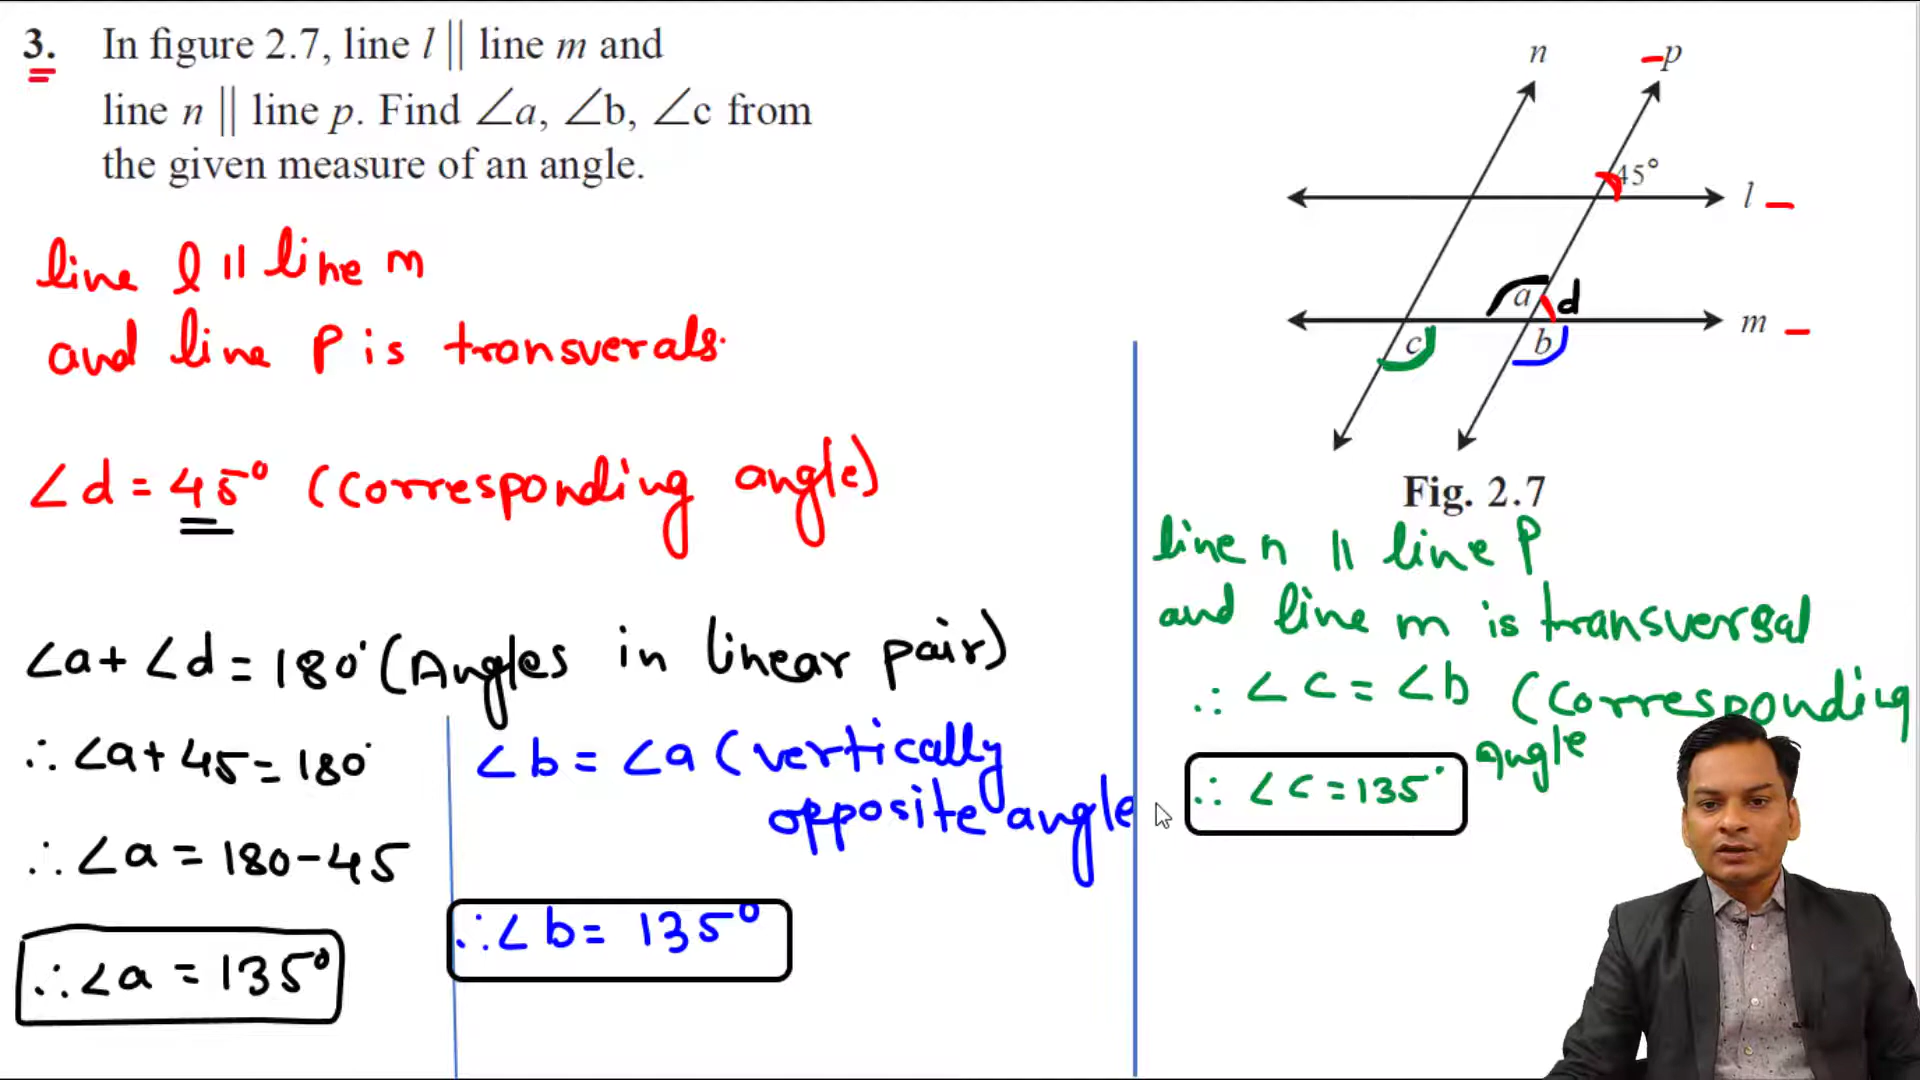 3. In figure 2.7, line l || line m and
line n || line p. Find ∠a, ∠b, ∠c from
the given measure of an angle.
line l || line m
and line p is transverals.
∠d = 45° (corresponding angle)
∠a + ∠d = 180° (Angles in linear pair)
∴ ∠a + 45 = 180°
∴ ∠a = 180 - 45
∴ ∠a = 135°
∠b = ∠a (vertically
opposite angle
∴ ∠b = 135°
n
p
45°
l
a
d
m
c
b
Fig. 2.7
line n || line p
and line m is transversal
∴ ∠c = ∠b (corresponding
Angle
∴ ∠c = 135°